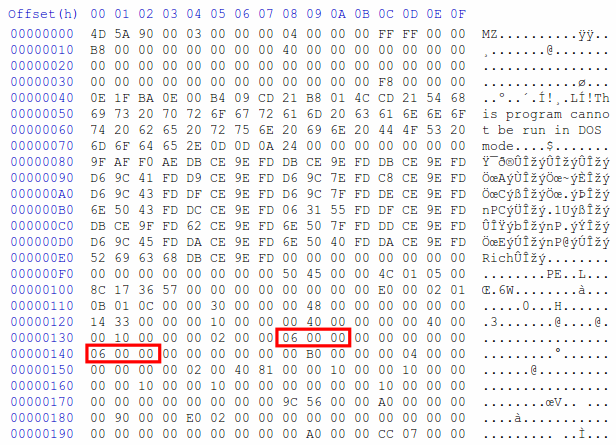 Offset(h) 00 01 02 03 04 05 06 07 08 09 0A 0B 0C 0D 0E 0F
00000000 4D 5A 90 00 03 00 00 00 04 00 00 00 FF FF 00 00 MZ..........ÿÿ..
00000010 B8 00 00 00 00 00 00 00 40 00 00 00 00 00 00 00 ¸.......@.......
00000020 00 00 00 00 00 00 00 00 00 00 00 00 00 00 00 00 ................
00000030 00 00 00 00 00 00 00 00 00 00 00 00 F8 00 00 00 ............ø...
00000040 0E 1F BA 0E 00 B4 09 CD 21 B8 01 4C CD 21 54 68 ..º..´.Í!¸.LÍ!Th
00000050 69 73 20 70 72 6F 67 72 61 6D 20 63 61 6E 6E 6F is program canno
00000060 74 20 62 65 20 72 75 6E 20 69 6E 20 44 4F 53 20 t be run in DOS
00000070 6D 6F 64 65 2E 0D 0D 0A 24 00 00 00 00 00 00 00 mode....$.......
00000080 9F AF F0 AE DB CE 9E FD DB CE 9E FD DB CE 9E FD Ÿ¯ð®ÛÎžýÛÎžýÛÎžý
00000090 D6 9C 41 FD D9 CE 9E FD D6 9C 7E FD C8 CE 9E FD ÖœAýÙÎžýÖœ~ýÈÎžý
000000A0 D6 9C 43 FD DF CE 9E FD D6 9C 7F FD DE CE 9E FD ÖœCýßÎžýÖœ.ýÞÎžý
000000B0 6E 50 43 FD DC CE 9E FD 06 31 55 FD DF CE 9E FD nPCýÜÎžý.1UýßÎžý
000000C0 DB CE 9F FD 62 CE 9E FD 6E 50 7F FD DD CE 9E FD ÛÎŸýbÎžýnP.ýÝÎžý
000000D0 D6 9C 45 FD DA CE 9E FD 6E 50 40 FD DA CE 9E FD ÖœEýÚÎžýnP@ýÚÎžý
000000E0 52 69 63 68 DB CE 9E FD 00 00 00 00 00 00 00 00 RichÛÎžý........
000000F0 00 00 00 00 00 00 00 00 50 45 00 00 4C 01 05 00 ........PE..L...
00000100 8C 17 36 57 00 00 00 00 00 00 00 00 E0 00 02 01 Œ.6W........à...
00000110 0B 01 0C 00 00 30 00 00 00 48 00 00 00 00 00 00 .....0...H......
00000120 14 33 00 00 00 10 00 00 00 40 00 00 00 00 40 00 .3.......@....@.
00000130 00 10 00 00 00 02 00 00 06 00 00 00 00 00 00 00 ................
00000140 06 00 00 00 00 00 00 00 00 B0 00 00 00 04 00 00 .........°......
00000150 00 00 00 00 02 00 40 81 00 00 10 00 00 10 00 00 ......@.........
00000160 00 00 10 00 00 10 00 00 00 00 00 00 10 00 00 00 ................
00000170 00 00 00 00 00 00 00 00 9C 56 00 00 A0 00 00 00 ........œV.. ...
00000180 00 90 00 00 E0 02 00 00 00 00 00 00 00 00 00 00 ....à...........
00000190 00 00 00 00 00 00 00 00 00 A0 00 00 CC 07 00 00 ......... ..Ì...